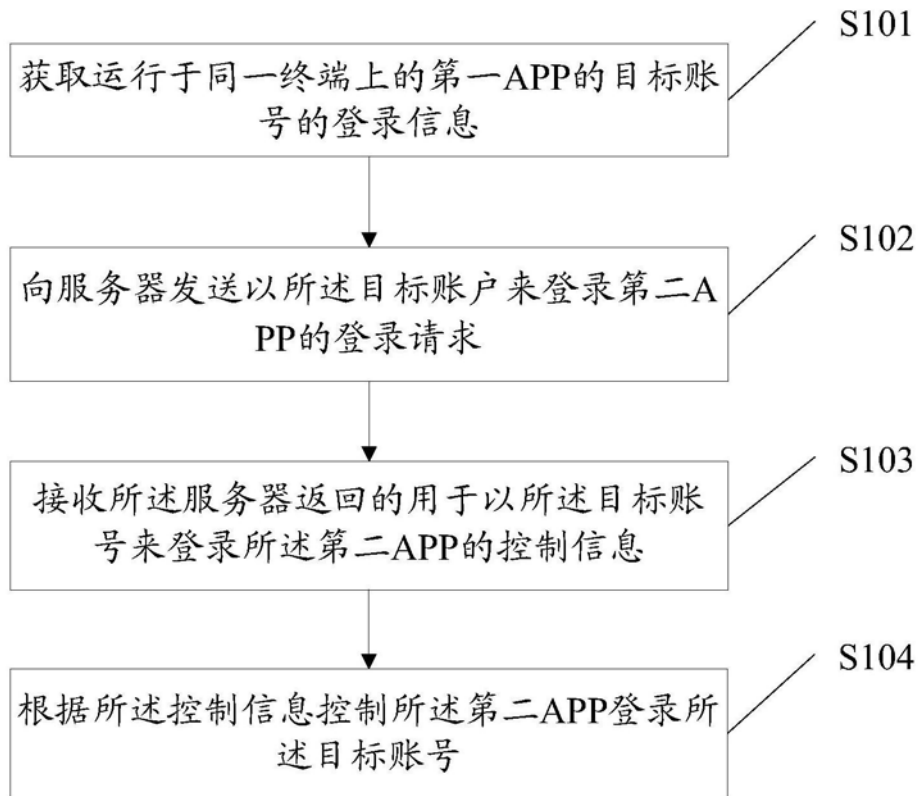 S101
获取运行于同一终端上的第一APP的目标账
号的登录信息
S102
向服务器发送以所述目标账户来登录第二A
PP的登录请求
S103
接收所述服务器返回的用于以所述目标账
号来登录所述第二APP的控制信息
S104
根据所述控制信息控制所述第二APP登录所
述目标账号